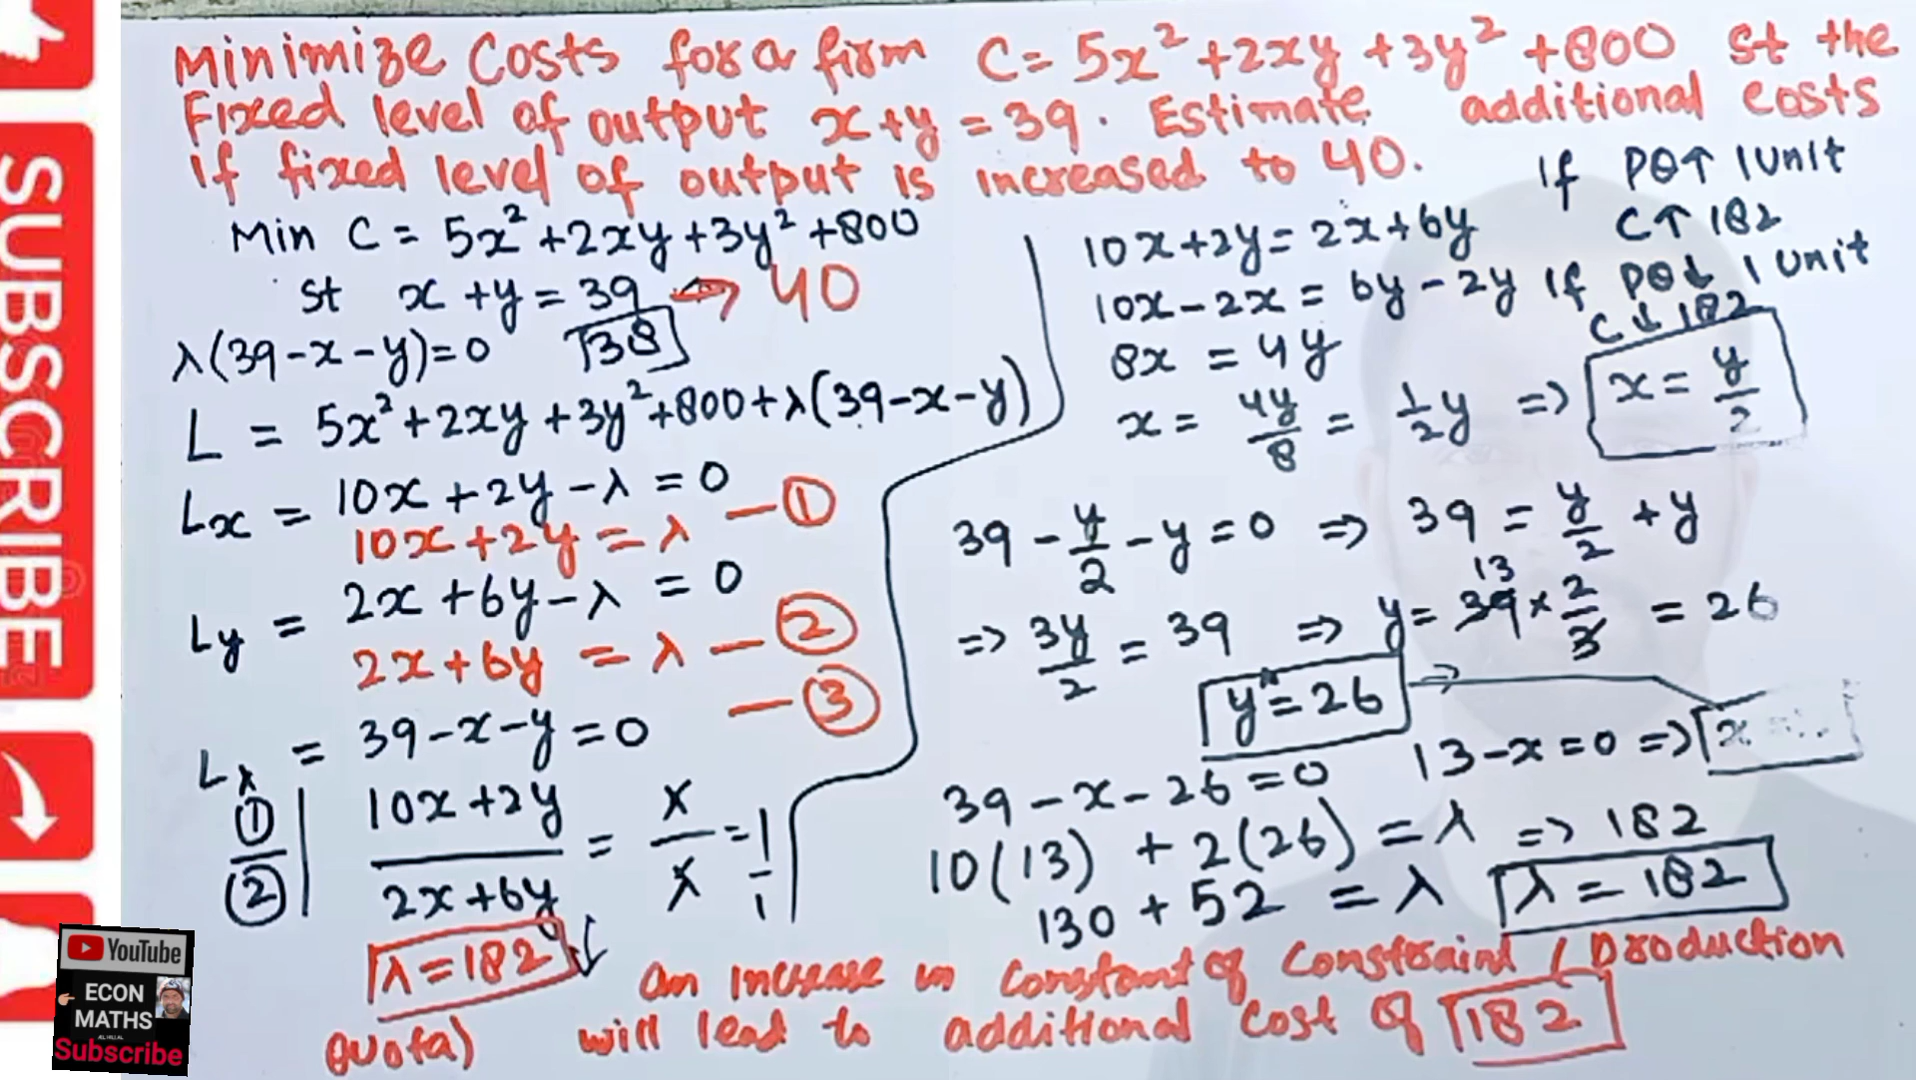 Minimize Costs for a firm C = 5x² + 2xy + 3y² + 800 st the
Fixed level of output x + y = 39. Estimate additional costs
If fixed level of output is increased to 40.
Min C = 5x² + 2xy + 3y² + 800
st x + y = 39 → 40
λ(39-x-y)=0 38
L = 5x² + 2xy + 3y² + 800 + λ(39-x-y)
Lx = 10x + 2y - λ = 0
10x + 2y = λ — ①
Ly = 2x + 6y - λ = 0
2x + 6y = λ — ②
Lλ = 39-x-y = 0 — ③
①/② | 10x+2y / 2x+6y = λ/λ = 1/1
If PQ↑ 1 Unit
C↑ 182
If PQ↓ 1 Unit
C↓ 182
10x+2y = 2x+6y
10x-2x = 6y-2y
8x = 4y
x = 4y/8 = 1/2 y => x = y/2
39 - y/2 - y = 0 => 39 = y/2 + y
=> 3y/2 = 39 => y = 39 × 2/3 = 26
13
y* = 26 →
39 - x - 26 = 0 13 - x = 0 => x
10(13) + 2(26) = λ => 182
130 + 52 = λ λ = 182
λ = 182 ↓ an increase in constant of constraint (Production
Quota) will lead to additional cost of 182
SUBSCRIBE
YouTube
ECON
MATHS
Subscribe